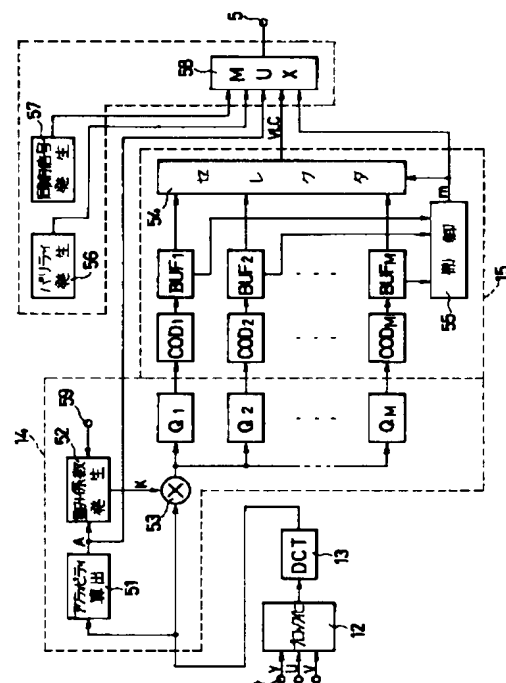 14
アクティビティ
算出
51
A
52
重み係数
発生
59
K
53
×
Y
U
V
ブロック化
12
DCT
13
Q1
Q2
QM
COD1
COD2
CODM
BUF1
BUF2
BUFM
セレクタ
54
制御
55
m
15
VLC
パリティ
発生
56
57
同期信号
発生
MUX
58
5